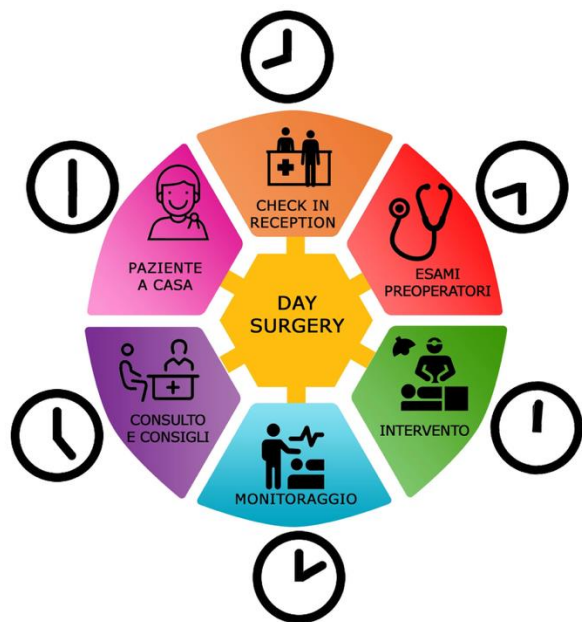 CHECK IN
RECEPTION
ESAMI
PREOPERATORI
INTERVENTO
MONITORAGGIO
CONSULTO
E CONSIGLI
PAZIENTE
A CASA
DAY
SURGERY